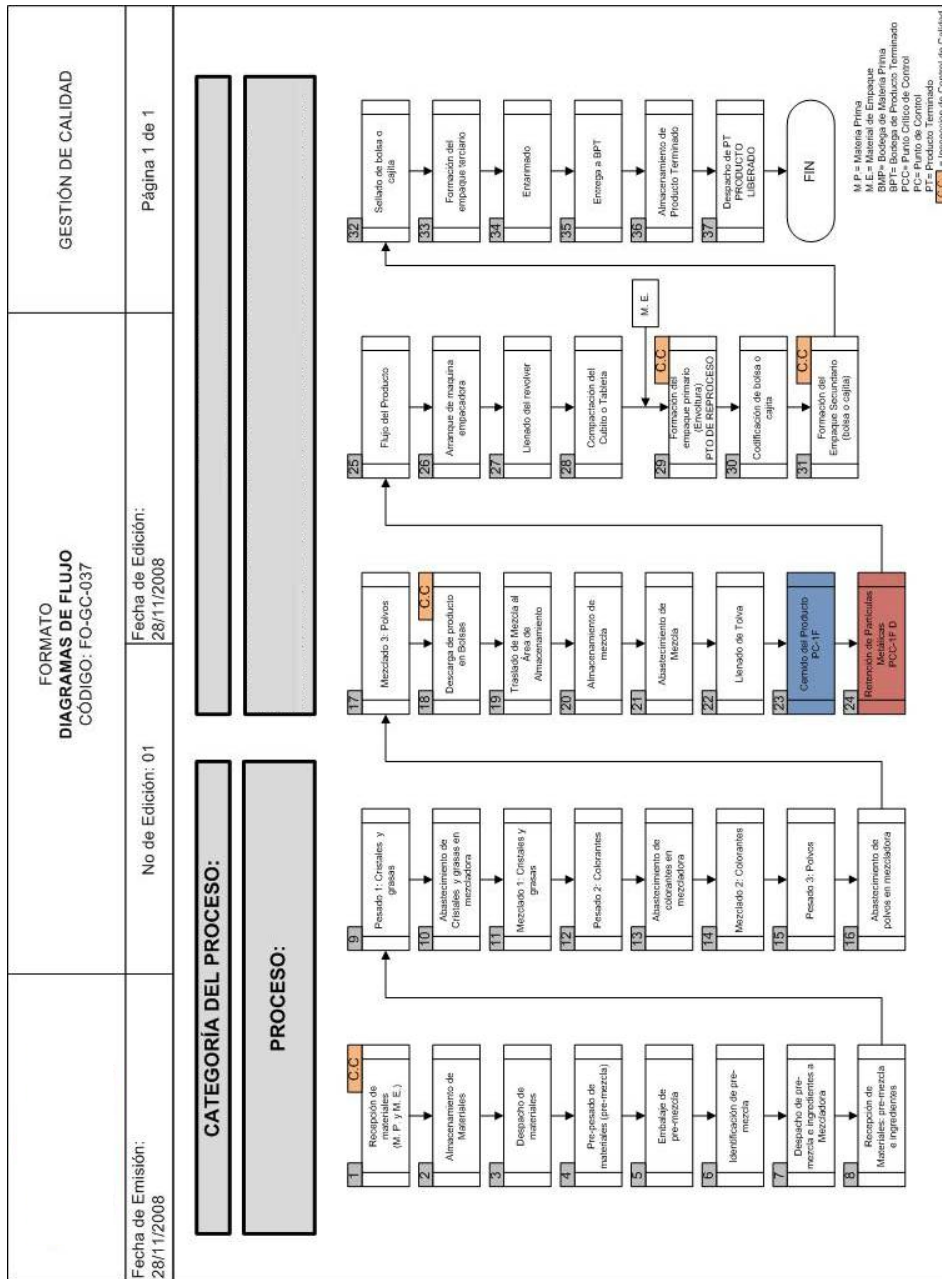 FORMATO
DIAGRAMAS DE FLUJO
CÓDIGO: FO-GC-037
GESTIÓN DE CALIDAD
Fecha de Emisión:
28/11/2008
No de Edición: 01
Fecha de Edición:
28/11/2008
Página 1 de 1
CATEGORÍA DEL PROCESO:
PROCESO:
1
C.C
Recepción de
materiales
(M. P. y M. E.)
2
Almacenamiento de
Materiales
3
Despacho de
materiales
4
Pre-pesado de
materiales (pre-mezcla)
5
Embalaje de
pre-mezcla
6
Identificación de pre-
mezcla
7
Despacho de pre-
mezcla e ingredientes a
Mezcladora
8
Recepción de
Materiales: pre-mezcla
e ingredientes
9
Pesado 1: Cristales y
grasas
10
Abastecimiento de
Cristales y grasas en
mezcladora
11
Mezclado 1: Cristales y
grasas
12
Pesado 2: Colorantes
13
Abastecimiento de
colorantes en
mezcladora
14
Mezclado 2: Colorantes
15
Pesado 3: Polvos
16
Abastecimiento de
polvos en mezcladora
17
Mezclado 3: Polvos
18
C.C
Descarga de producto
en Bolsas
19
Traslado de Mezcla al
Área de
Almacenamiento
20
Almacenamiento de
mezcla
21
Abastecimiento de
Mezcla
22
Llenado de Tolva
23
Cernido del Producto
PC-1F
24
Retención de Partículas
Metálicas
PCC-1F D
25
Flujo del Producto
26
Arranque de maquina
empacadora
27
Llenado del revolver
28
Compactación del
Cubito o Tableta
M. E.
29
C.C
Formación del
empaque primario
(Envoltura)
PTO DE REPROCESO
30
Codificación de bolsa o
cajita
31
C.C
Formación del
Empaque Secundario
(bolsa o cajita)
32
Sellado de bolsa o
cajita
33
Formación del
empaque terciario
34
Entarimado
35
Entrega a BPT
36
Almacenamiento de
Producto Terminado
37
Despacho de PT
PRODUCTO
LIBERADO
FIN
M.P.= Materia Prima
M.E.= Material de Empaque
BMP= Bodega de Materia Prima
BPT= Bodega de Producto Terminado
PCC= Punto Crítico de Control
PC= Punto de Control
PT= Producto Terminado
C.C = Inspección de Control de Calidad